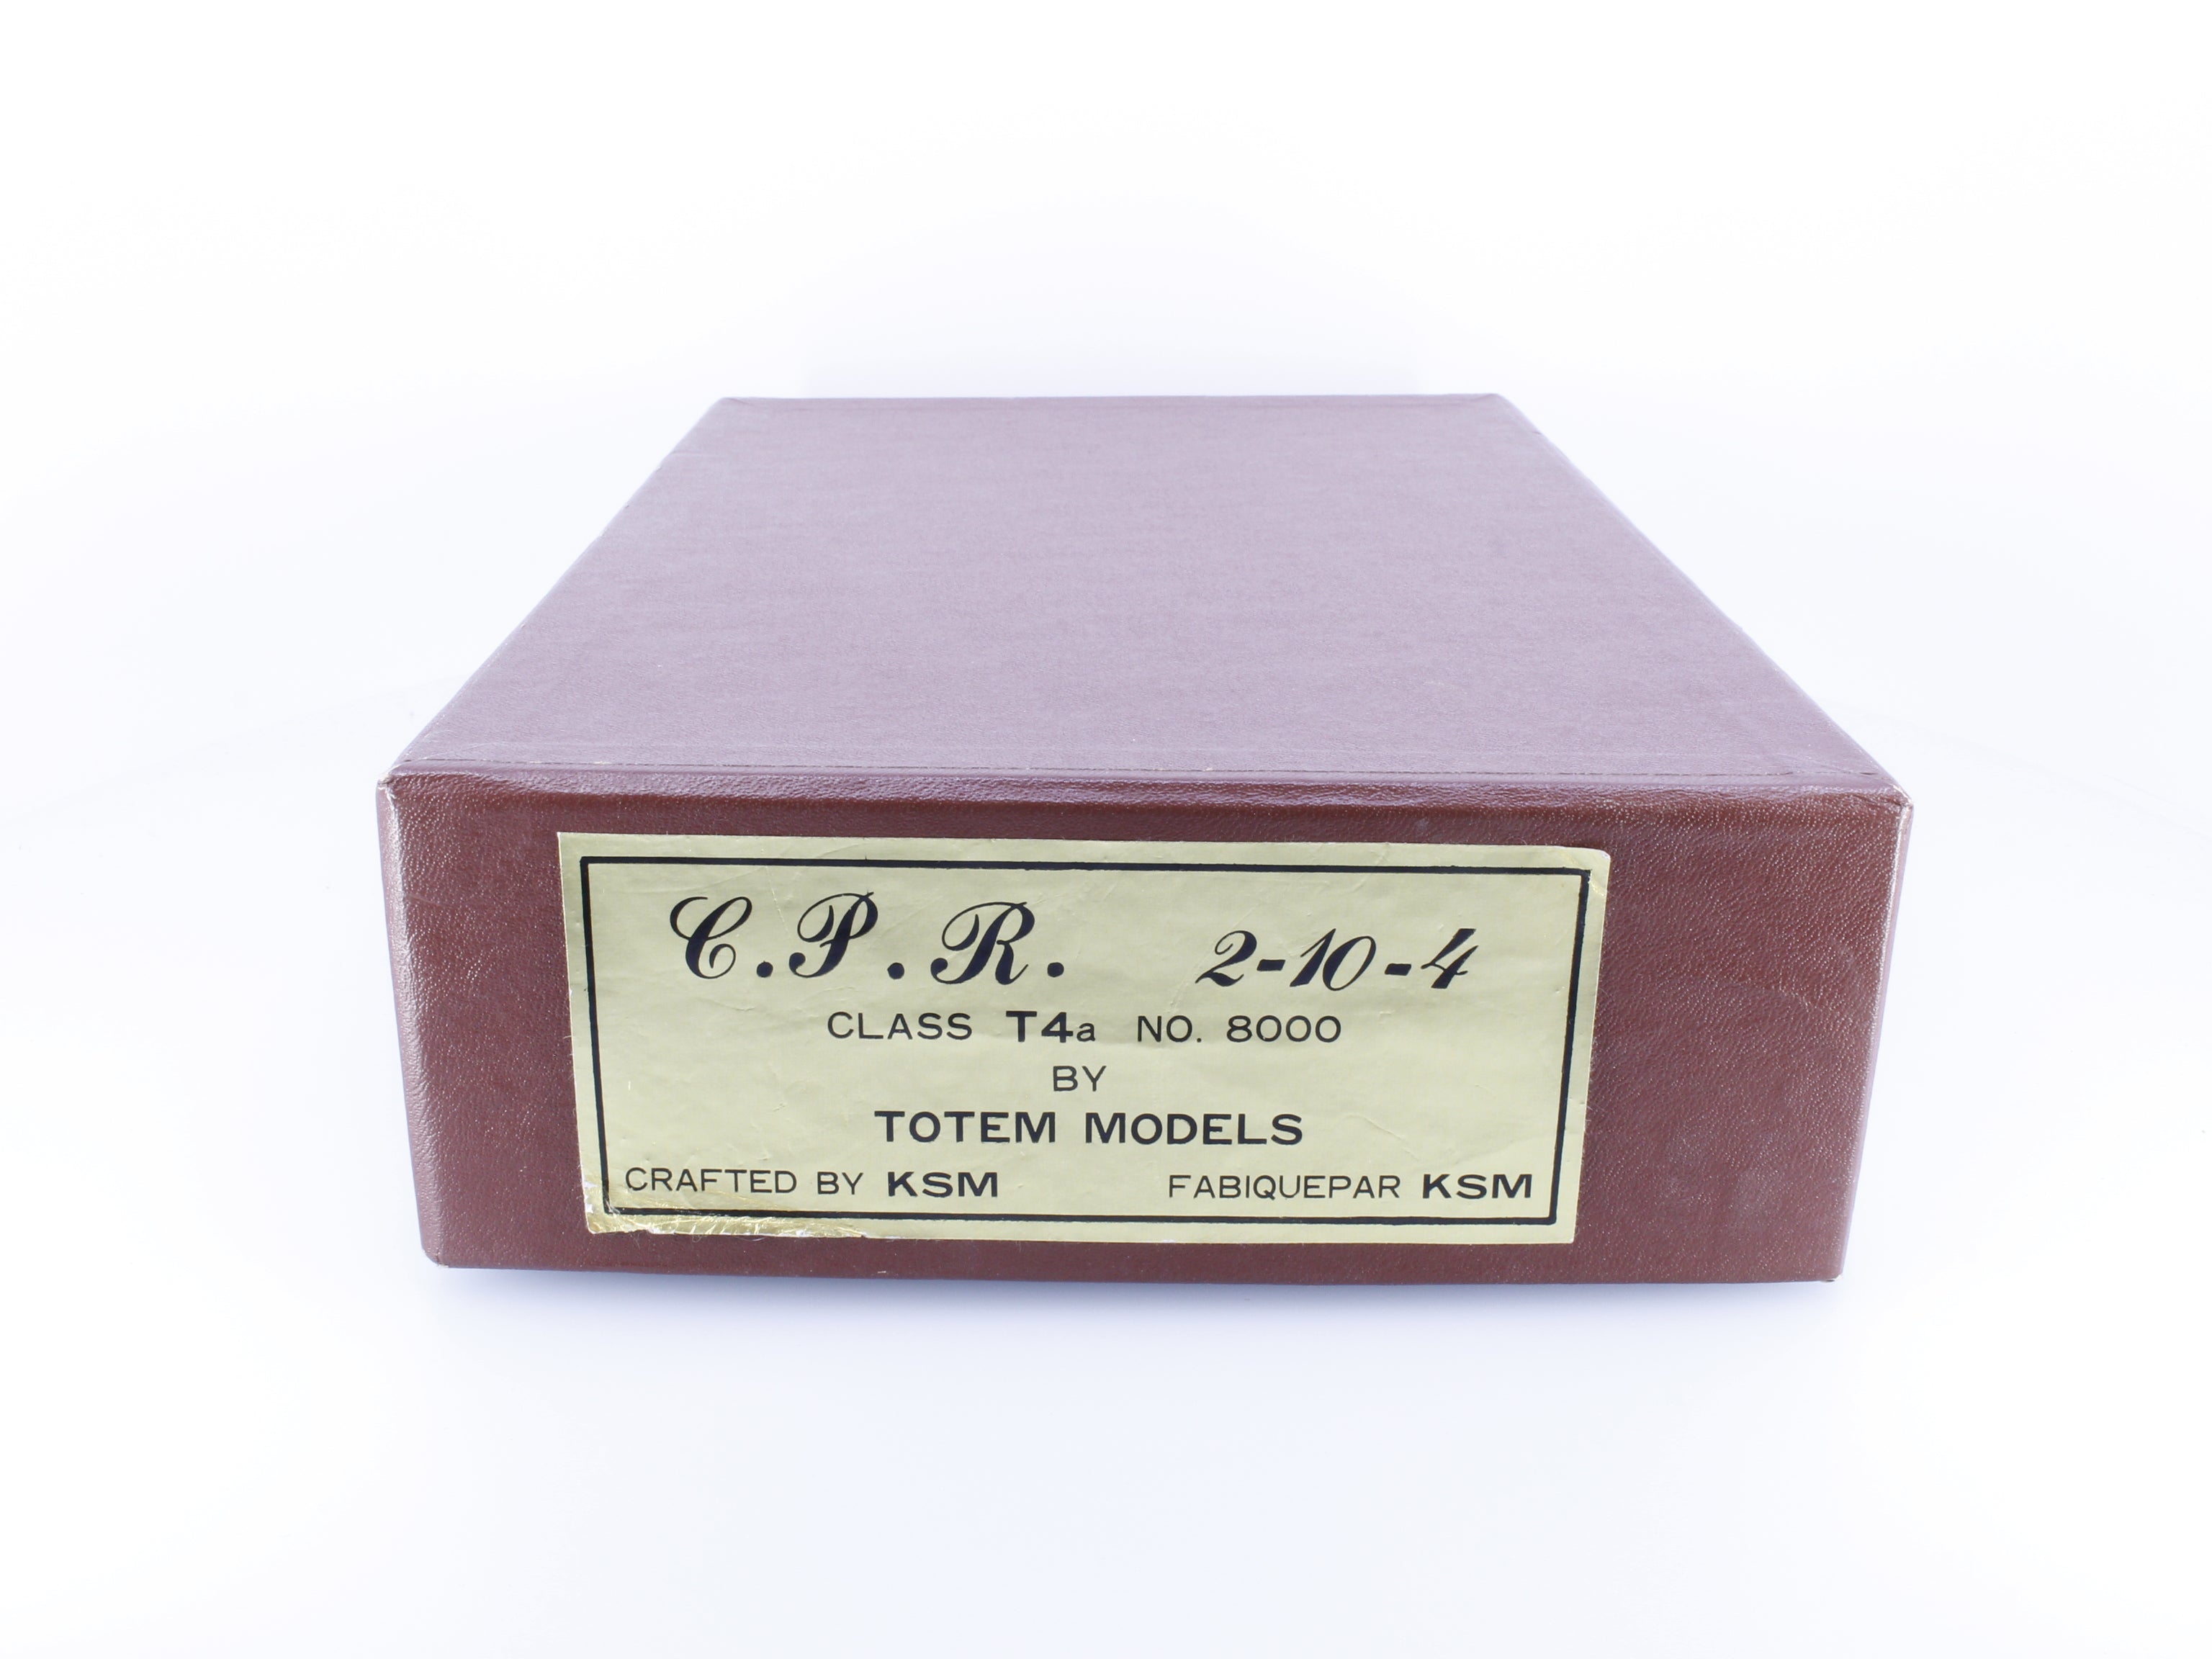 C.P.R. 2-10-4
CLASS T4a NO. 8000
BY
TOTEM MODELS
CRAFTED BY KSM FABIQUEPAR KSM